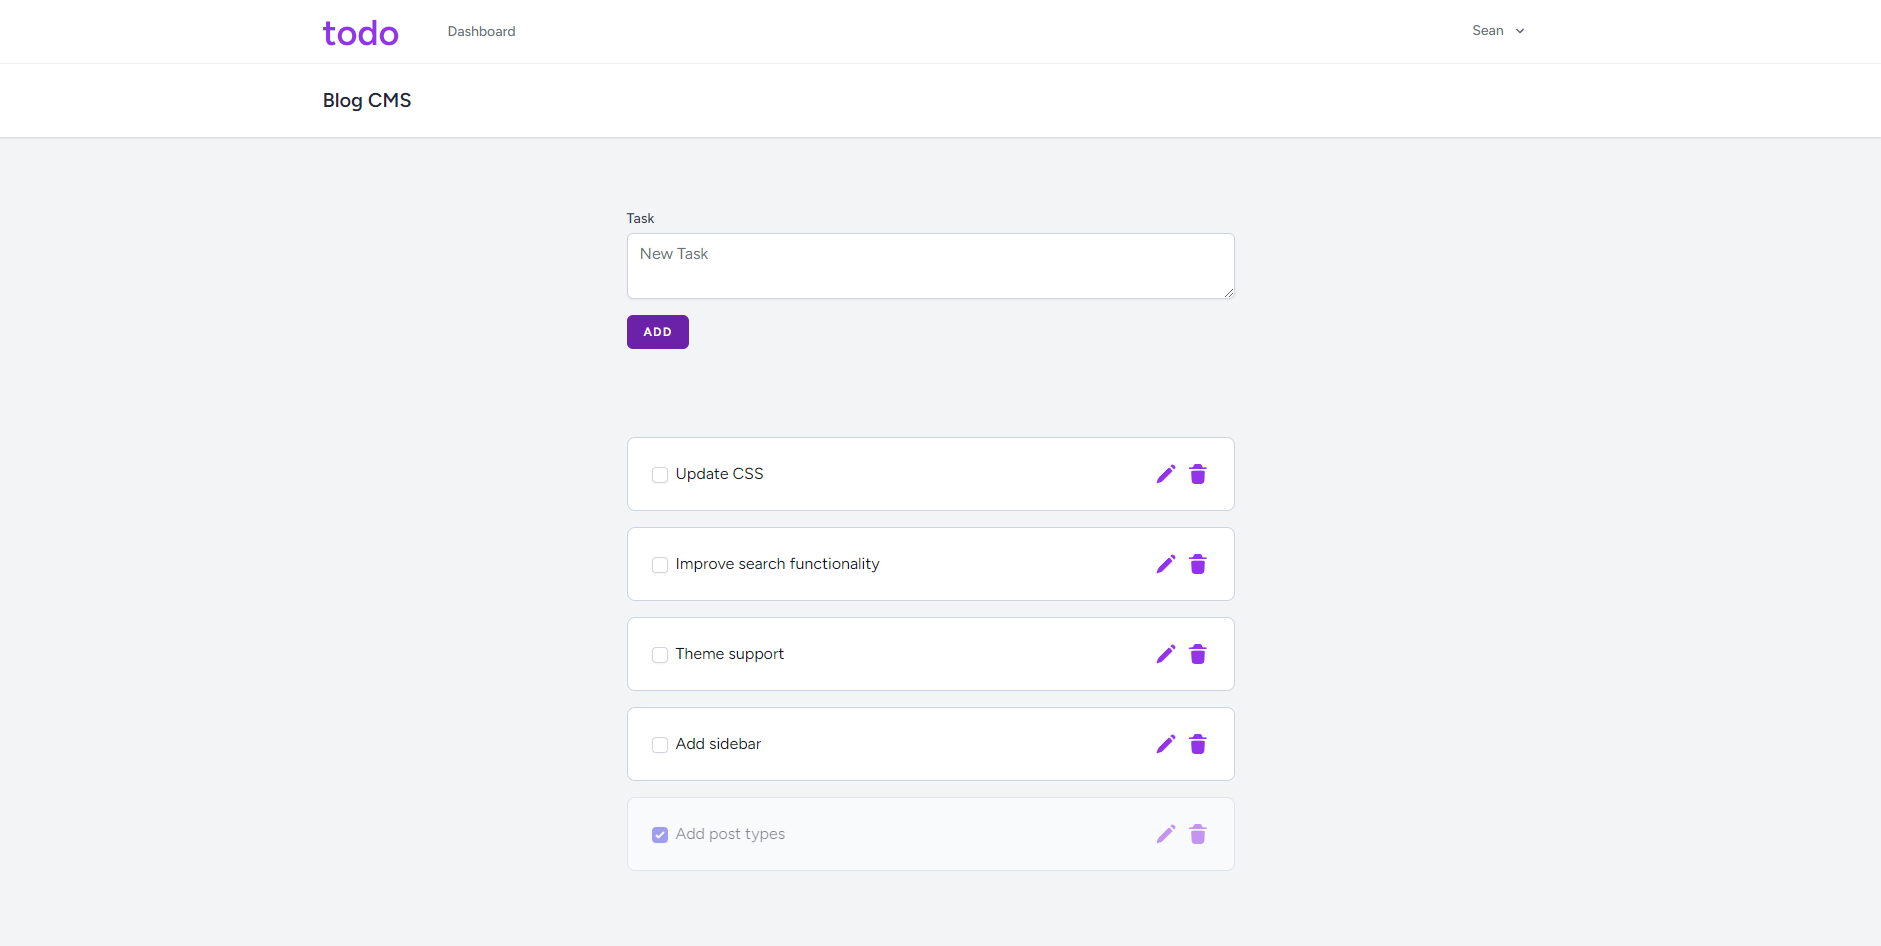 todo
Dashboard
Sean
Blog CMS
Task
New Task
ADD
Update CSS
Improve search functionality
Theme support
Add sidebar
Add post types